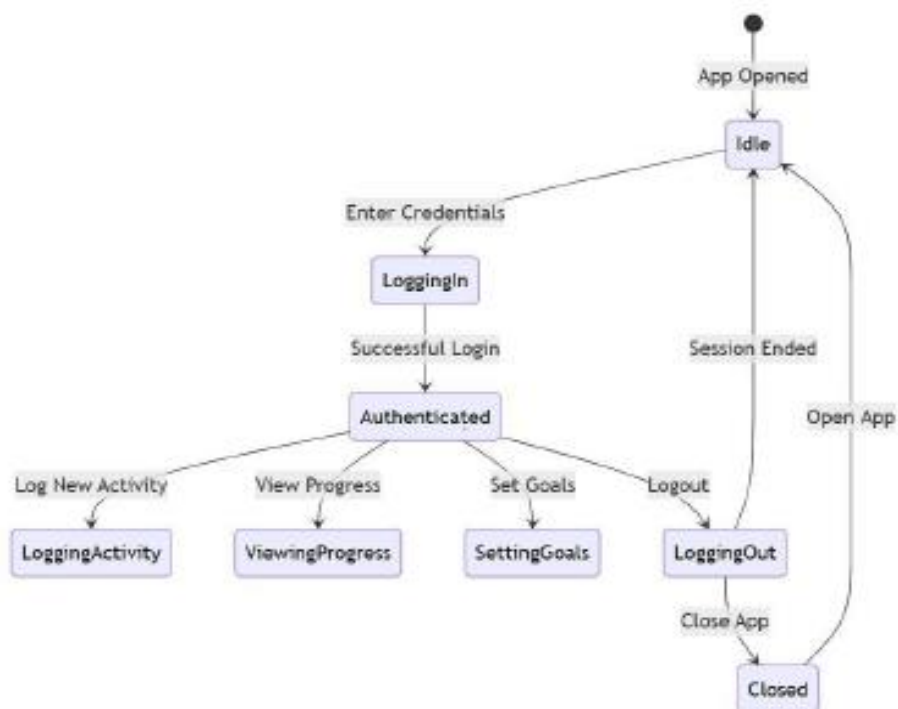 App Opened
Idle
Enter Credentials
LoggingIn
Successful Login
Session Ended
Authenticated
Open App
Log New Activity
View Progress
Set Goals
Logout
LoggingActivity
ViewingProgress
SettingGoals
LoggingOut
Close App
Closed